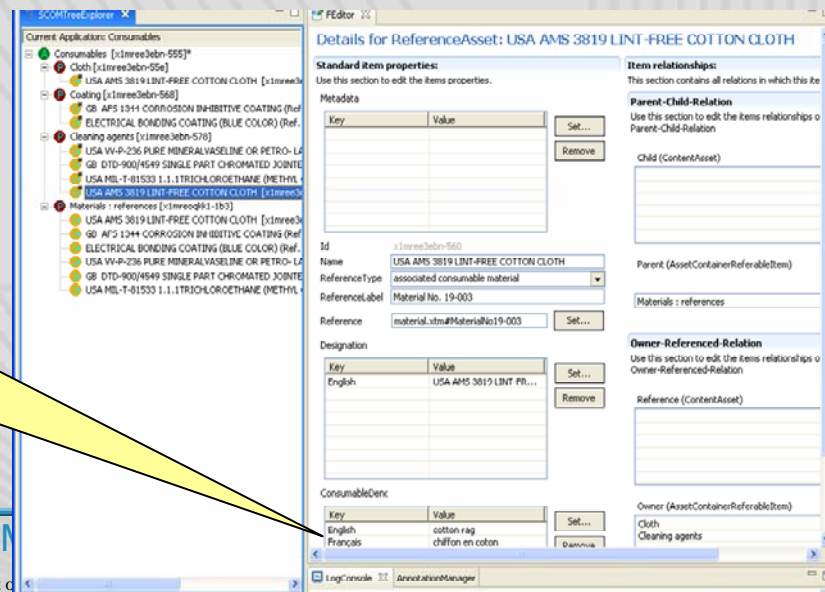 SCOMTreeExplorer
Current Application: Consumables
Consumables [x1mree3ebn-555]*
Cloth [x1mree3ebn-55e]
USA AMS 3819 LINT-FREE COTTON CLOTH [x1mree3e
Coating [x1mree3ebn-568]
GB AFS 1344 CORROSION INHIBITIVE COATING (Ref
ELECTRICAL BONDING COATING (BLUE COLOR) (Ref.
Cleaning agents [x1mree3ebn-578]
USA VV-P-236 PURE MINERALVASELINE OR PETRO- LA
GB DTD-900/4549 SINGLE PART CHROMATED JOINTE
USA MIL-T-81533 1.1.1TRICHLOROETHANE (METHYL
USA AMS 3819 LINT-FREE COTTON CLOTH [x1mree3e
Materials : references [x1mreeoqkk1-1b3]
USA AMS 3819 LINT-FREE COTTON CLOTH [x1mree3e
GB AFS 1344 CORROSION INHIBITIVE COATING (Ref
ELECTRICAL BONDING COATING (BLUE COLOR) (Ref.
USA VV-P-236 PURE MINERALVASELINE OR PETRO- LA
GB DTD-900/4549 SINGLE PART CHROMATED JOINTE
USA MIL-T-81533 1.1.1TRICHLOROETHANE (METHYL
FEditor
Details for ReferenceAsset: USA AMS 3819 LINT-FREE COTTON CLOTH
Standard item properties:
Use this section to edit the items properties.
Metadata
Key Value
Set...
Remove
Id x1mree3ebn-560
Name USA AMS 3819 LINT-FREE COTTON CLOTH
ReferenceType associated consumable material
ReferenceLabel Material No. 19-003
Reference material.xtm#MaterialNo19-003 Set...
Designation
Key Value
English USA AMS 3819 LINT-FR...
Set...
Remove
ConsumableDenc
Key Value
English cotton rag
Français chiffon en coton
Set...
Remove
Item relationships:
This section contains all relations in which this ite
Parent-Child-Relation
Use this section to edit the items relationships o
Parent-Child-Relation
Child (ContentAsset)
Parent (AssetContainerReferableItem)
Materials : references
Owner-Referenced-Relation
Use this section to edit the items relationships o
Owner-Referenced-Relation
Reference (ContentAsset)
Owner (AssetContainerReferableItem)
Cloth
Cleaning agents
LogConsole AnnotationManager